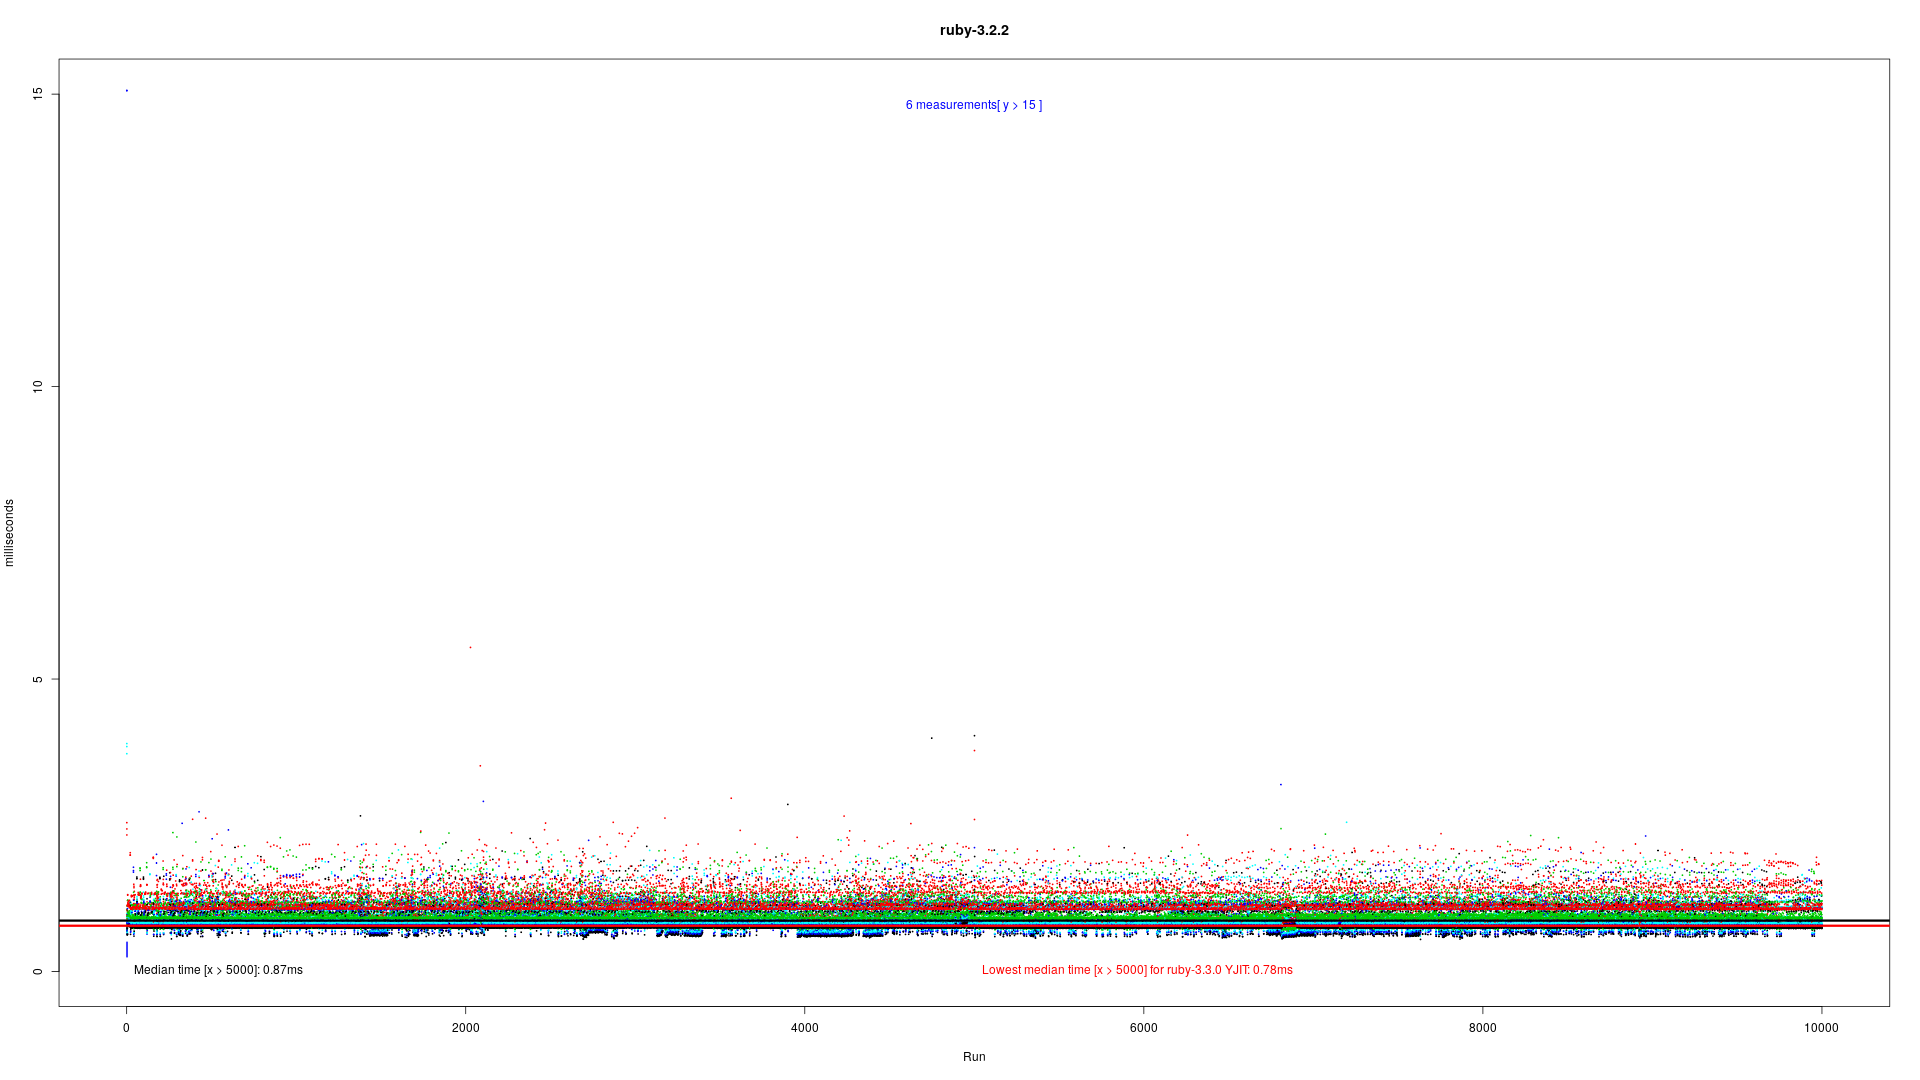 ruby-3.2.2
6 measurements[ y > 15 ]
15
10
5
0
milliseconds
Median time [x > 5000]: 0.87ms
Lowest median time [x > 5000] for ruby-3.3.0 YJIT: 0.78ms
0
2000
4000
6000
8000
10000
Run